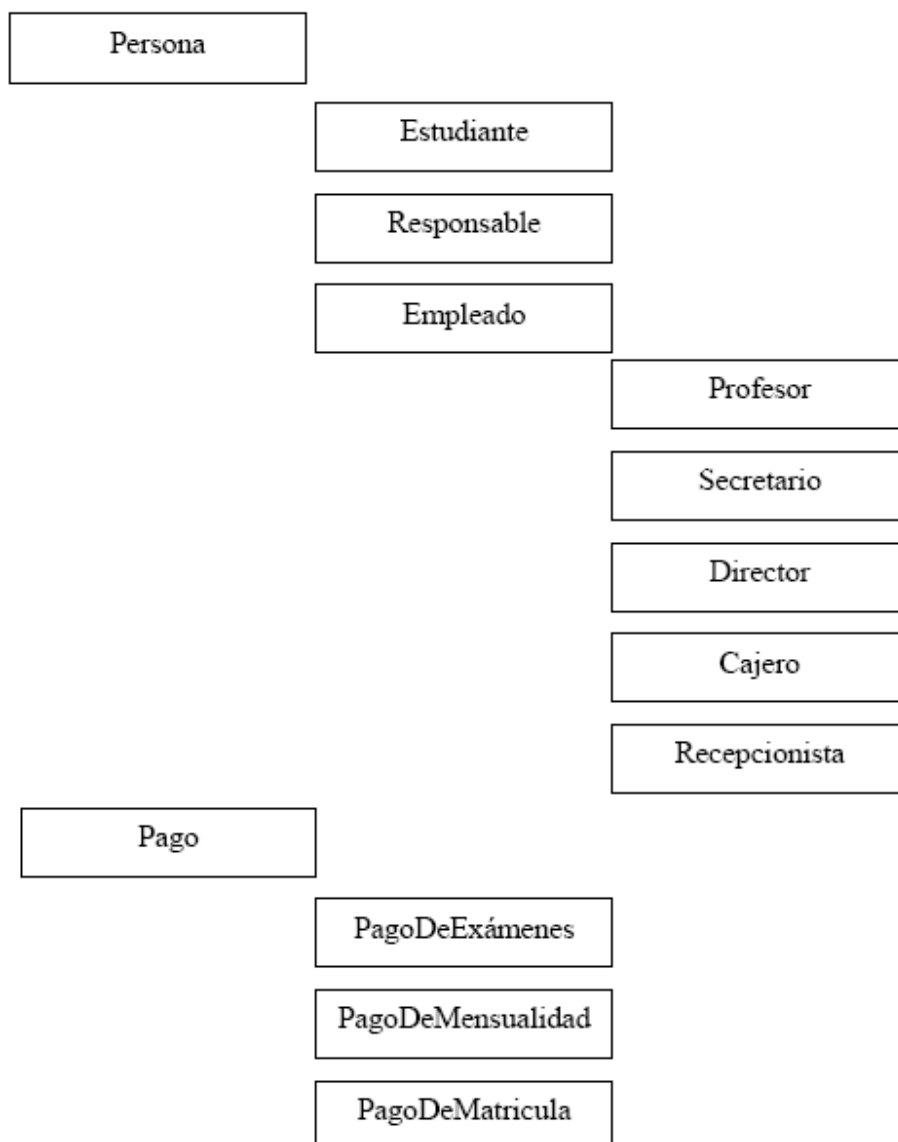 Persona
Estudiante
Responsable
Empleado
Profesor
Secretario
Director
Cajero
Recepcionista
Pago
PagoDeExámenes
PagoDeMensualidad
PagoDeMatricula